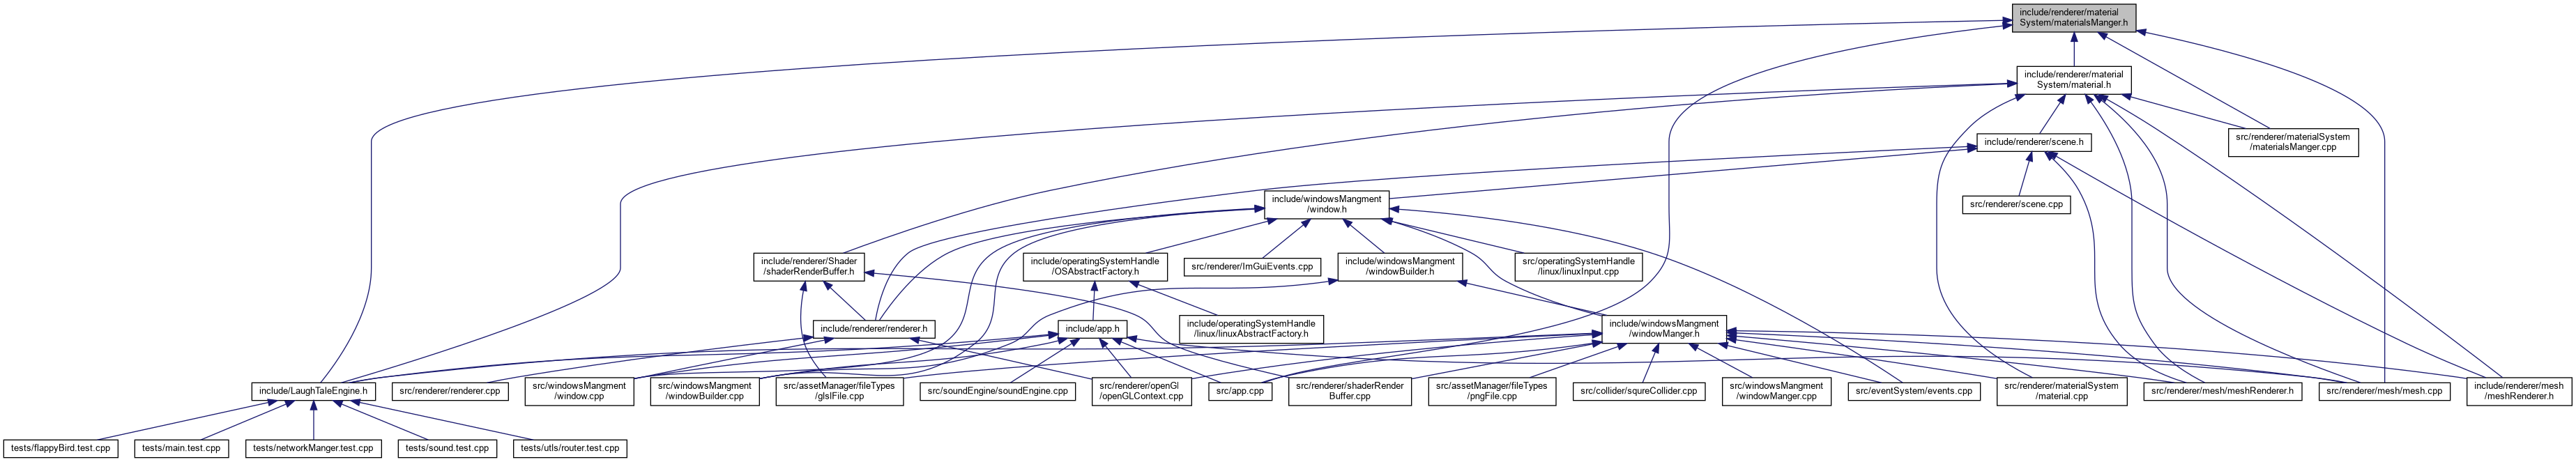 include/renderer/material
System/materialsManger.h
include/renderer/material
System/material.h
src/renderer/materialSystem
/materialsManger.cpp
include/renderer/scene.h
include/windowsMangment
/window.h
src/renderer/scene.cpp
include/renderer/Shader
/shaderRenderBuffer.h
include/operatingSystemHandle
/OSAbstractFactory.h
src/renderer/ImGuiEvents.cpp
include/windowsMangment
/windowBuilder.h
src/operatingSystemHandle
/linux/linuxInput.cpp
include/renderer/renderer.h
include/app.h
include/operatingSystemHandle
/linux/linuxAbstractFactory.h
include/windowsMangment
/windowManger.h
include/LaughTaleEngine.h
src/renderer/renderer.cpp
src/windowsMangment
/window.cpp
src/windowsMangment
/windowBuilder.cpp
src/assetManager/fileTypes
/glslFile.cpp
src/soundEngine/soundEngine.cpp
src/renderer/openGl
/openGLContext.cpp
src/app.cpp
src/renderer/shaderRender
Buffer.cpp
src/assetManager/fileTypes
/pngFile.cpp
src/collider/squreCollider.cpp
src/windowsMangment
/windowManger.cpp
src/eventSystem/events.cpp
src/renderer/materialSystem
/material.cpp
src/renderer/mesh/meshRenderer.h
src/renderer/mesh/mesh.cpp
include/renderer/mesh
/meshRenderer.h
tests/flappyBird.test.cpp
tests/main.test.cpp
tests/networkManger.test.cpp
tests/sound.test.cpp
tests/utls/router.test.cpp